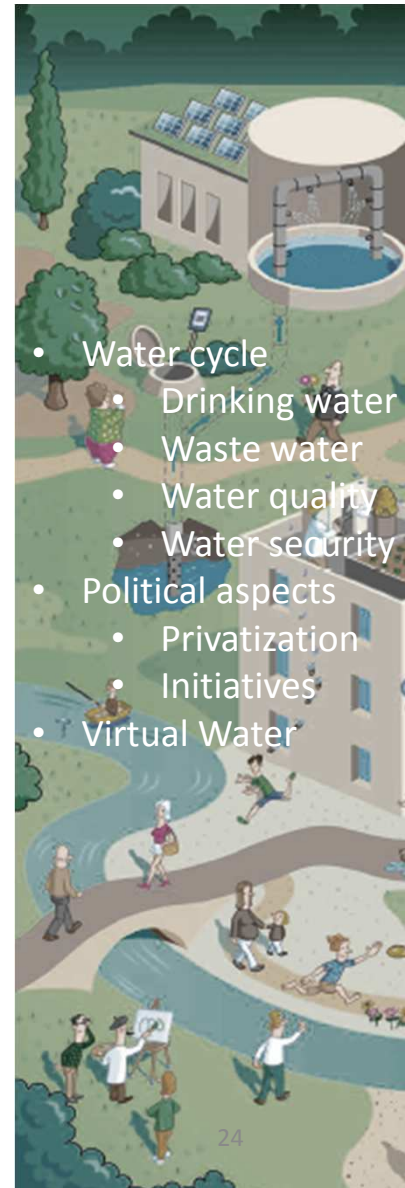 • Water cycle
• Drinking water
• Waste water
• Water quality
• Water security
• Political aspects
• Privatization
• Initiatives
• Virtual Water
24